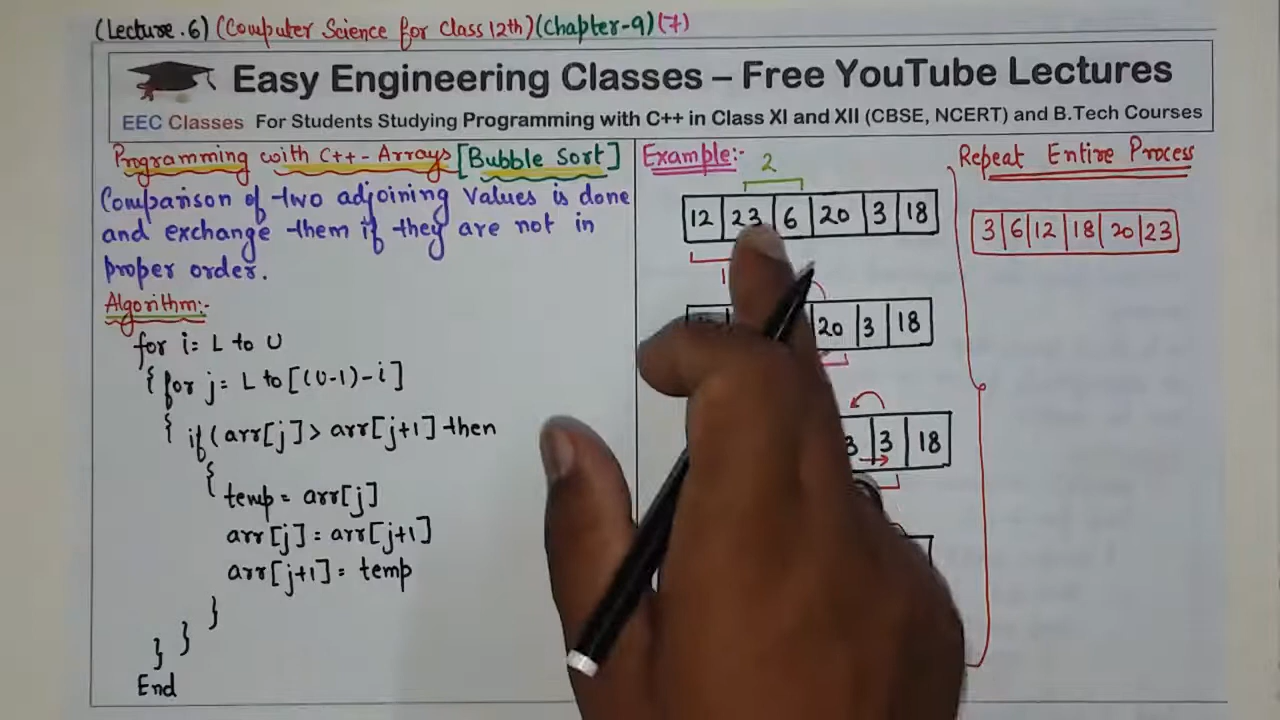 (Lecture.6) (Computer Science for Class 12th) (Chapter-9) (7)
Easy Engineering Classes – Free YouTube Lectures
EEC Classes For Students Studying Programming with C++ in Class XI and XII (CBSE, NCERT) and B.Tech Courses
Programming with C++ - Arrays [Bubble Sort]
Comparison of two adjoining values is done
and exchange them if they are not in
proper order.
Algorithm:-
for i= L to U
{ for j= L to [(U-1)-i]
{ if (arr[j] > arr[j+1] then
{
temp= arr[j]
arr[j] = arr[j+1]
arr[j+1] = temp
}
}
}
End
Example:-
2
12 23 6 20 3 18
1
20 3 18
3 18
Repeat Entire Process
3 6 12 18 20 23